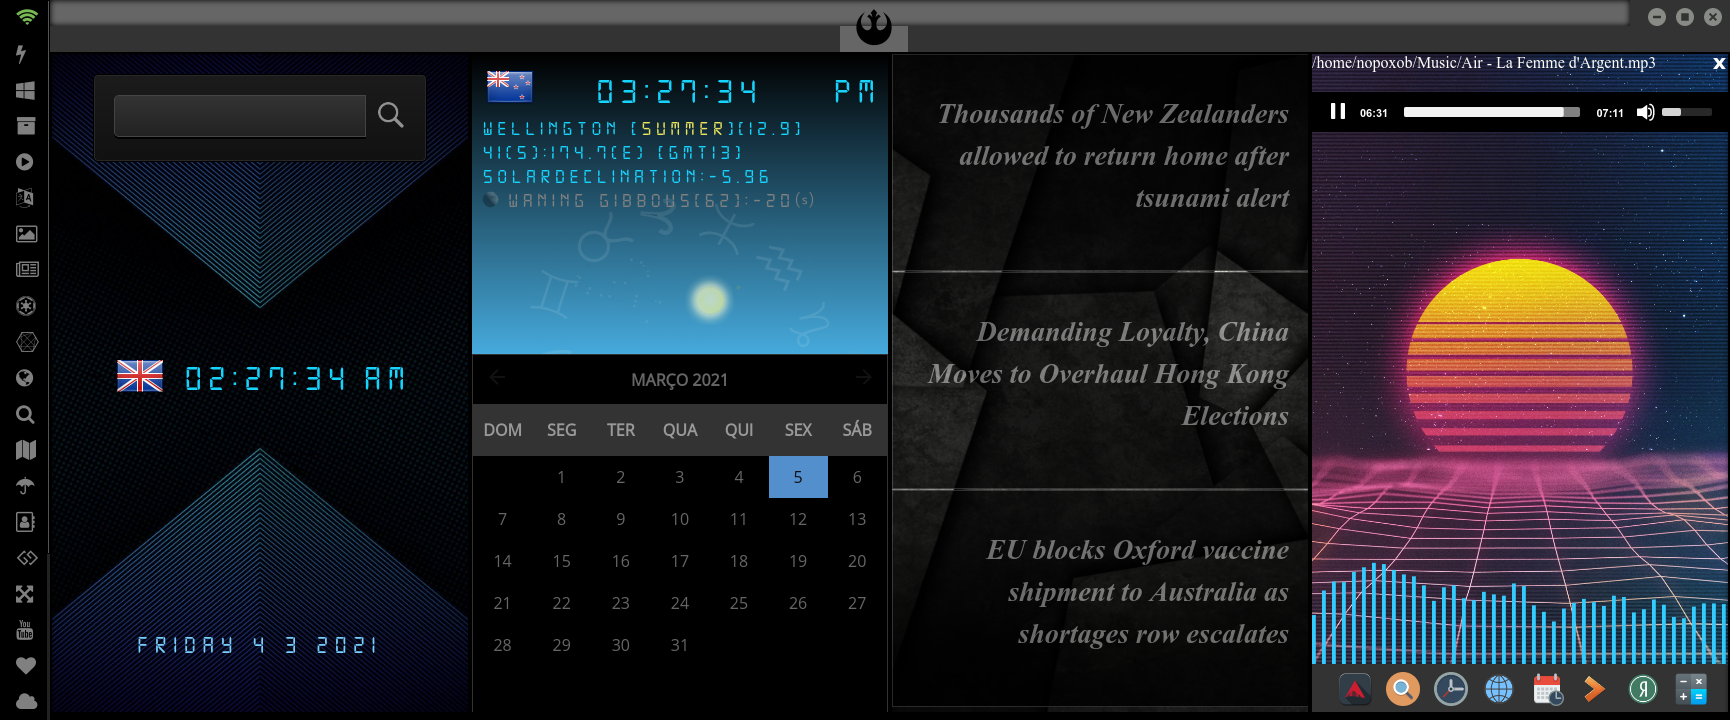 02:27:34 AM
FRIDAY 4 3 2021
03:27:34 PM
WELLINGTON (SUMMER)(12.9)
41(S):174.7(E) (GMT13)
SOLARDECLINATION:-5.96
WANING GIBBOUS(62):-20(s)
MARÇO 2021
DOM SEG TER QUA QUI SEX SÁB
1 2 3 4 5 6
7 8 9 10 11 12 13
14 15 16 17 18 19 20
21 22 23 24 25 26 27
28 29 30 31
Thousands of New Zealanders
allowed to return home after
tsunami alert
Demanding Loyalty, China
Moves to Overhaul Hong Kong
Elections
EU blocks Oxford vaccine
shipment to Australia as
shortages row escalates
/home/nopoxob/Music/Air - La Femme d'Argent.mp3 x
06:31 07:11
You
Tube
Я